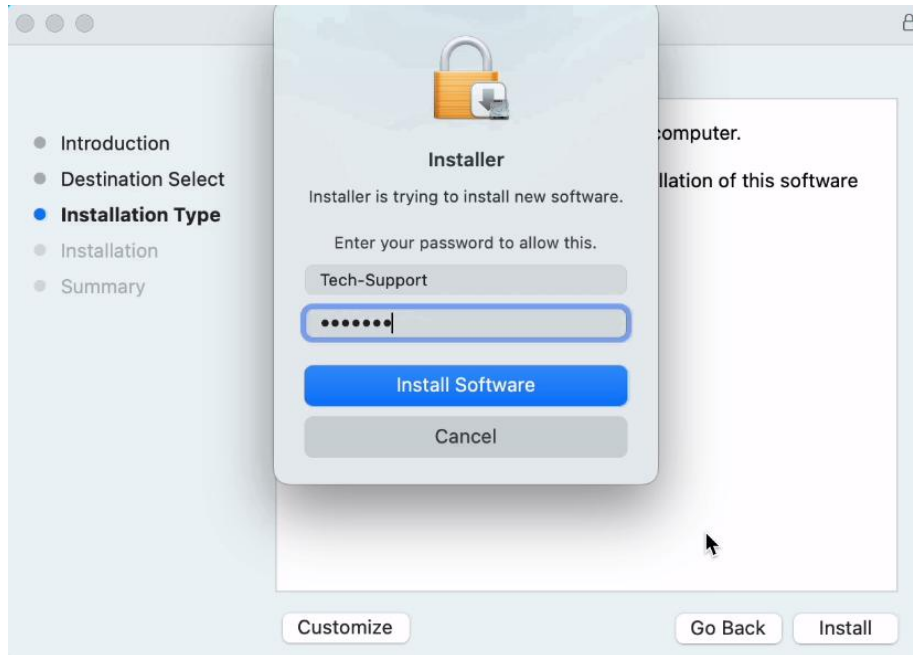 Introduction
Destination Select
Installation Type
Installation
Summary
computer.
llation of this software
Installer
Installer is trying to install new software.
Enter your password to allow this.
Tech-Support
•••••••
Install Software
Cancel
Customize
Go Back
Install